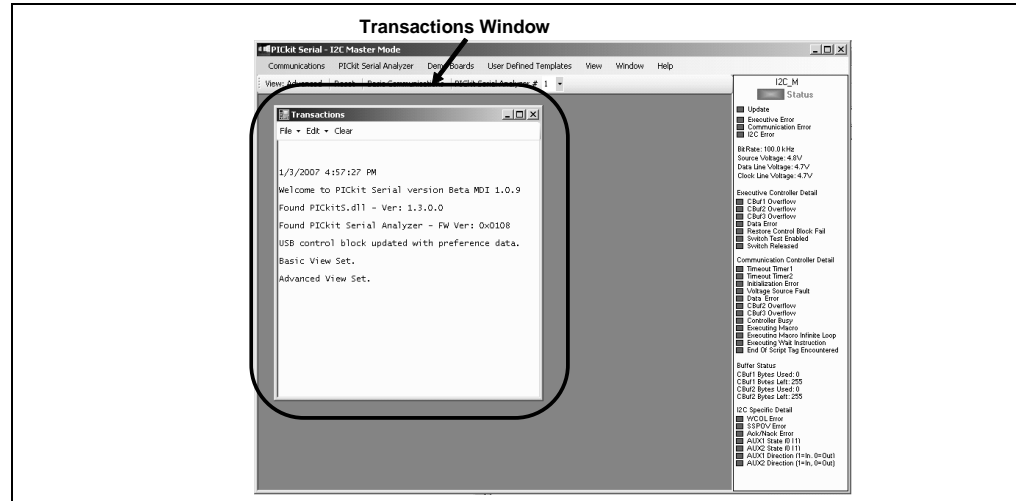 Transactions Window
PICkit Serial - I2C Master Mode
Communications PICkit Serial Analyzer Demo Boards User Defined Templates View Window Help
View: Advanced Reset Basic Communications PICkit Serial Analyzer # 1
Transactions
File Edit Clear
1/3/2007 4:57:27 PM
Welcome to PICkit Serial version Beta MDI 1.0.9
Found PICkitS.dll - Ver: 1.3.0.0
Found PICkit Serial Analyzer - FW Ver: 0x0108
USB control block updated with preference data.
Basic View Set.
Advanced View Set.
I2C_M
Status
Update
Executive Error
Communication Error
I2C Error
BitRate: 100.0 kHz
Source Voltage: 4.8V
Data Line Voltage: 4.7V
Clock Line Voltage: 4.7V
Executive Controller Detail
CBuf1 Overflow
CBuf2 Overflow
CBuf3 Overflow
Data Error
Restore Control Block Fail
Switch Test Enabled
Switch Released
Communication Controller Detail
Timeout Timer1
Timeout Timer2
Initialization Error
Voltage Source Fault
Data Error
CBuf2 Overflow
CBuf3 Overflow
Controller Busy
Executing Macro
Executing Macro Infinite Loop
Executing Wait Instruction
End Of Script Tag Encountered
Buffer Status
CBuf1 Bytes Used: 0
CBuf1 Bytes Left: 255
CBuf2 Bytes Used: 0
CBuf2 Bytes Left: 255
I2C Specific Detail
WCOL Error
SSPOV Error
Ack/Nack Error
AUX1 State (0 | 1)
AUX2 State (0 | 1)
AUX1 Direction (1=In, 0=Out)
AUX2 Direction (1=In, 0=Out)